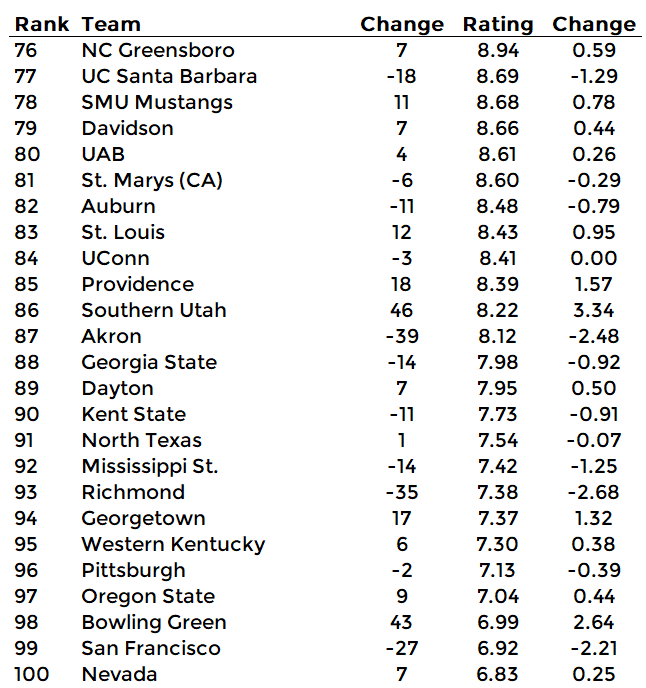 Rank Team Change Rating Change
76 NC Greensboro 7 8.94 0.59
77 UC Santa Barbara -18 8.69 -1.29
78 SMU Mustangs 11 8.68 0.78
79 Davidson 7 8.66 0.44
80 UAB 4 8.61 0.26
81 St. Marys (CA) -6 8.60 -0.29
82 Auburn -11 8.48 -0.79
83 St. Louis 12 8.43 0.95
84 UConn -3 8.41 0.00
85 Providence 18 8.39 1.57
86 Southern Utah 46 8.22 3.34
87 Akron -39 8.12 -2.48
88 Georgia State -14 7.98 -0.92
89 Dayton 7 7.95 0.50
90 Kent State -11 7.73 -0.91
91 North Texas 1 7.54 -0.07
92 Mississippi St. -14 7.42 -1.25
93 Richmond -35 7.38 -2.68
94 Georgetown 17 7.37 1.32
95 Western Kentucky 6 7.30 0.38
96 Pittsburgh -2 7.13 -0.39
97 Oregon State 9 7.04 0.44
98 Bowling Green 43 6.99 2.64
99 San Francisco -27 6.92 -2.21
100 Nevada 7 6.83 0.25